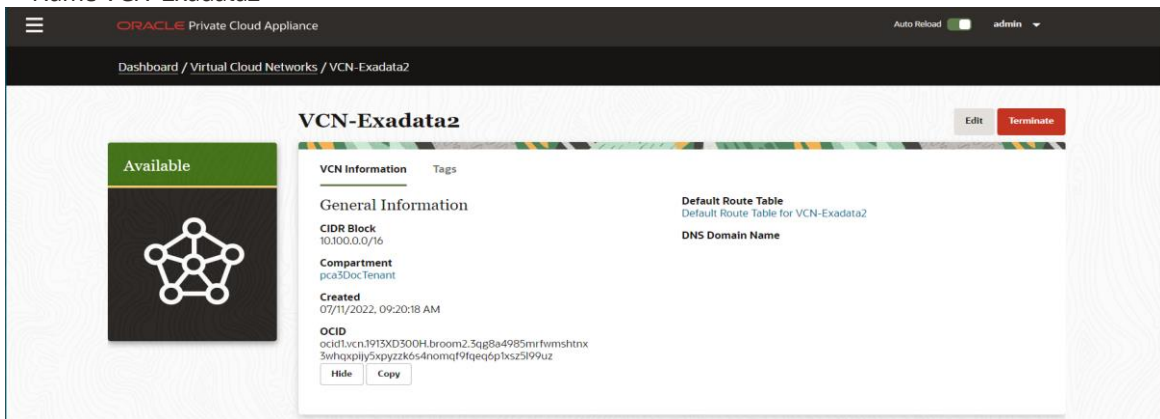 Name VCN-Exadata2
ORACLE Private Cloud Appliance
Auto Reload
admin
Dashboard / Virtual Cloud Networks / VCN-Exadata2
VCN-Exadata2
Edit
Terminate
Available
VCN Information
Tags
General Information
CIDR Block
10.100.0.0/16
Compartment
pca3DocTenant
Created
07/11/2022, 09:20:18 AM
OCID
ocid1.vcn.1913XD300H.broom2.3qg8a4985mrfwmshtnx
3whqxpijy5xpyzzk6s4nomqf9fqeq6p1xsz5l99uz
Hide
Copy
Default Route Table
Default Route Table for VCN-Exadata2
DNS Domain Name